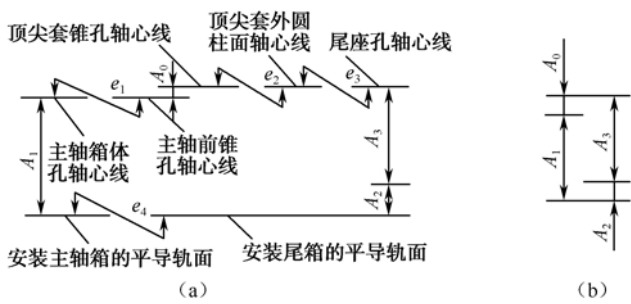 顶尖套锥孔轴心线
顶尖套外圆
柱面轴心线
尾座孔轴心线
A0
e1
e2
e3
A1
主轴箱体
孔轴心线
主轴前锥
孔轴心线
A3
A2
e4
安装主轴箱的平导轨面
安装尾箱的平导轨面
(a)
A0
A1
A3
A2
(b)